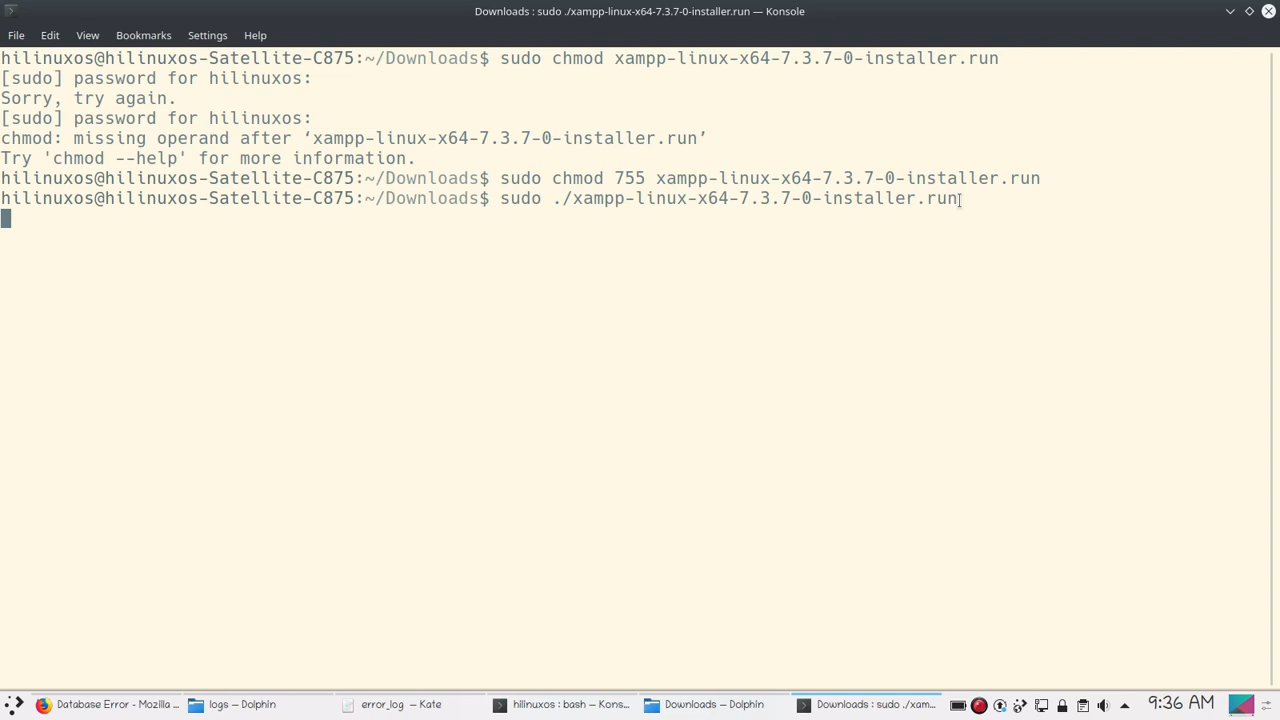 Downloads : sudo ./xampp-linux-x64-7.3.7-0-installer.run — Konsole
File Edit View Bookmarks Settings Help
hilinuxos@hilinuxos-Satellite-C875:~/Downloads$ sudo chmod xampp-linux-x64-7.3.7-0-installer.run
[sudo] password for hilinuxos:
Sorry, try again.
[sudo] password for hilinuxos:
chmod: missing operand after ‘xampp-linux-x64-7.3.7-0-installer.run’
Try 'chmod --help' for more information.
hilinuxos@hilinuxos-Satellite-C875:~/Downloads$ sudo chmod 755 xampp-linux-x64-7.3.7-0-installer.run
hilinuxos@hilinuxos-Satellite-C875:~/Downloads$ sudo ./xampp-linux-x64-7.3.7-0-installer.run
Database Error - Mozilla ... logs — Dolphin error_log — Kate hilinuxos : bash — Kons... Downloads — Dolphin Downloads : sudo ./xam... 9:36 AM